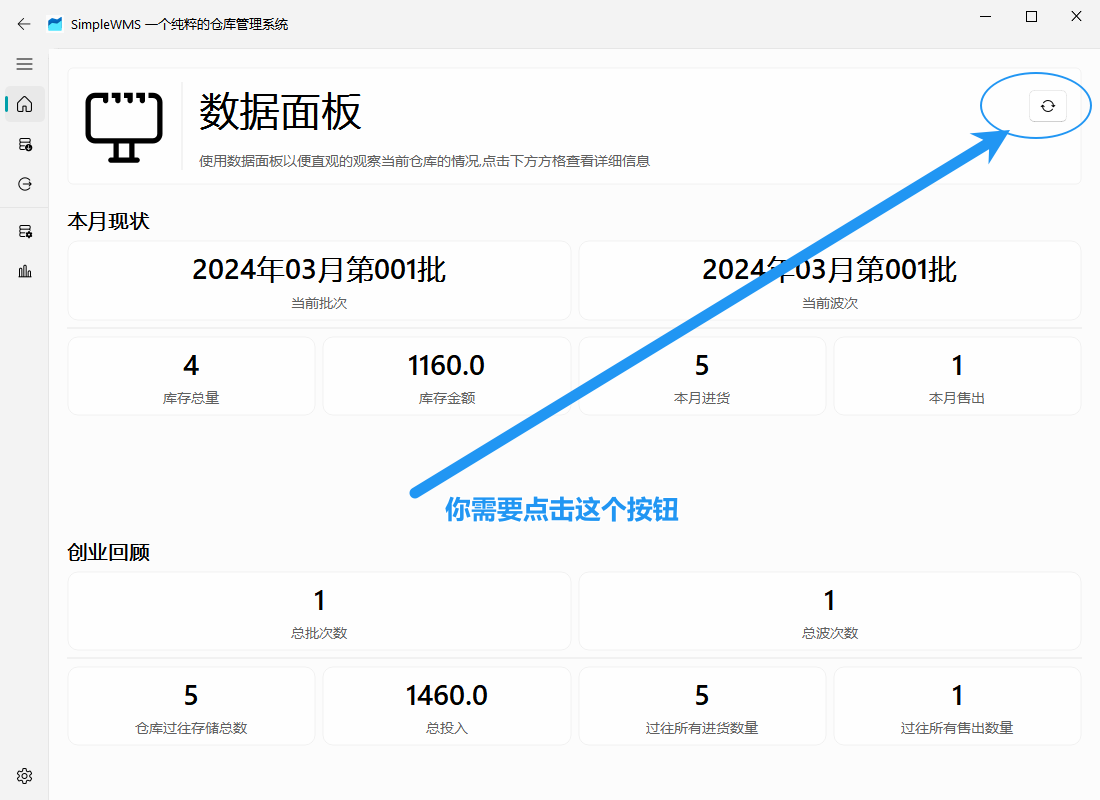 SimpleWMS 一个纯粹的仓库管理系统
数据面板
使用数据面板以便直观的观察当前仓库的情况,点击下方方格查看详细信息
本月现状
2024年03月第001批
当前批次
2024年03月第001批
当前波次
4
库存总量
1160.0
库存金额
5
本月进货
1
本月售出
你需要点击这个按钮
创业回顾
1
总批次数
1
总波次数
5
仓库过往存储总数
1460.0
总投入
5
过往所有进货数量
1
过往所有售出数量